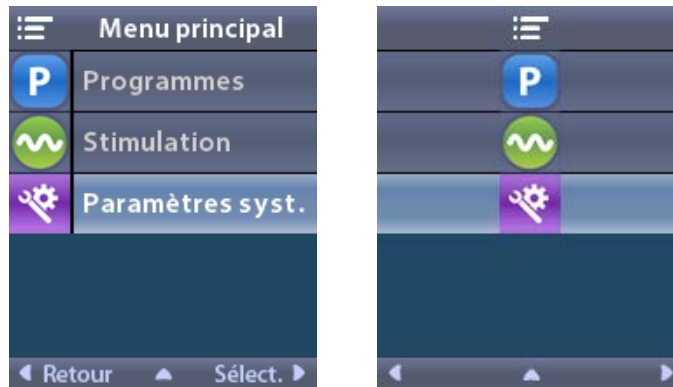 Menu principal
P Programmes
Stimulation
Paramètres syst.
Retour Sélect.
P